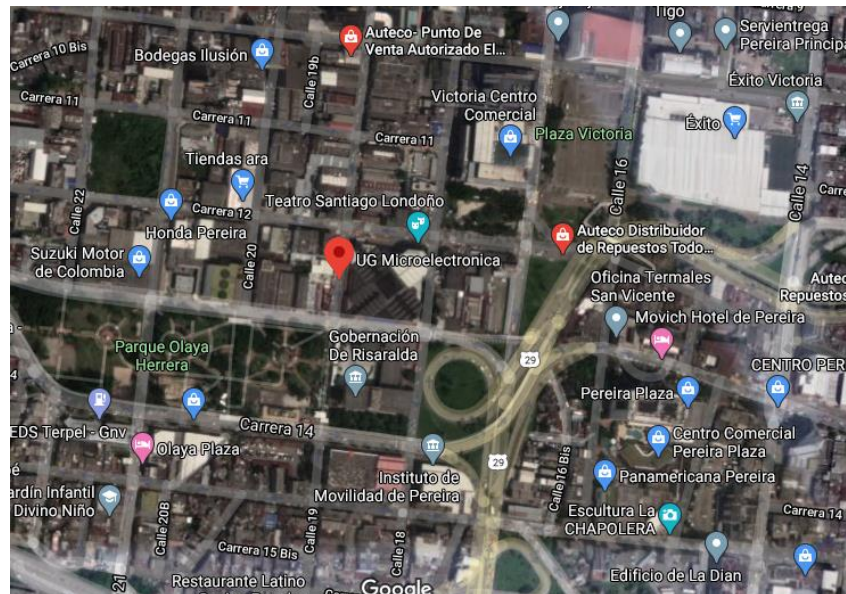 Carrera 10 Bis
Bodegas Ilusión
Calle 19b
Auteco- Punto De
Venta Autorizado El...
Tigo
Servientrega
Pereira Principa
Carrera 11
Carrera 11
Carrera 11
Victoria Centro
Comercial
Plaza Victoria
Éxito Victoria
Éxito
Calle 16
Calle 14
Tiendas ara
Calle 22
Honda Pereira
Carrera 12
Calle 20
Teatro Santiago Londoño
Suzuki Motor
de Colombia
UG Microelectronica
Auteco Distribuidor
de Repuestos Todo...
Oficina Termales
San Vicente
Autec
Repuestos
Movich Hotel de Pereira
Parque Olaya
Herrera
Gobernación
De Risaralda
29
CENTRO PER
Pereira Plaza
EDS Terpel - Gnv
Carrera 14
Olaya Plaza
Centro Comercial
Pereira Plaza
29
Calle 16 Bis
Panamericana Pereira
Instituto de
Movilidad de Pereira
ardín Infantil
Divino Niño
Calle 20B
Calle 19
Calle 18
Escultura La
CHAPOLERA
Carrera 14
Carrera 15 Bis
Edificio de La Dian
21
Restaurante Latino
Google